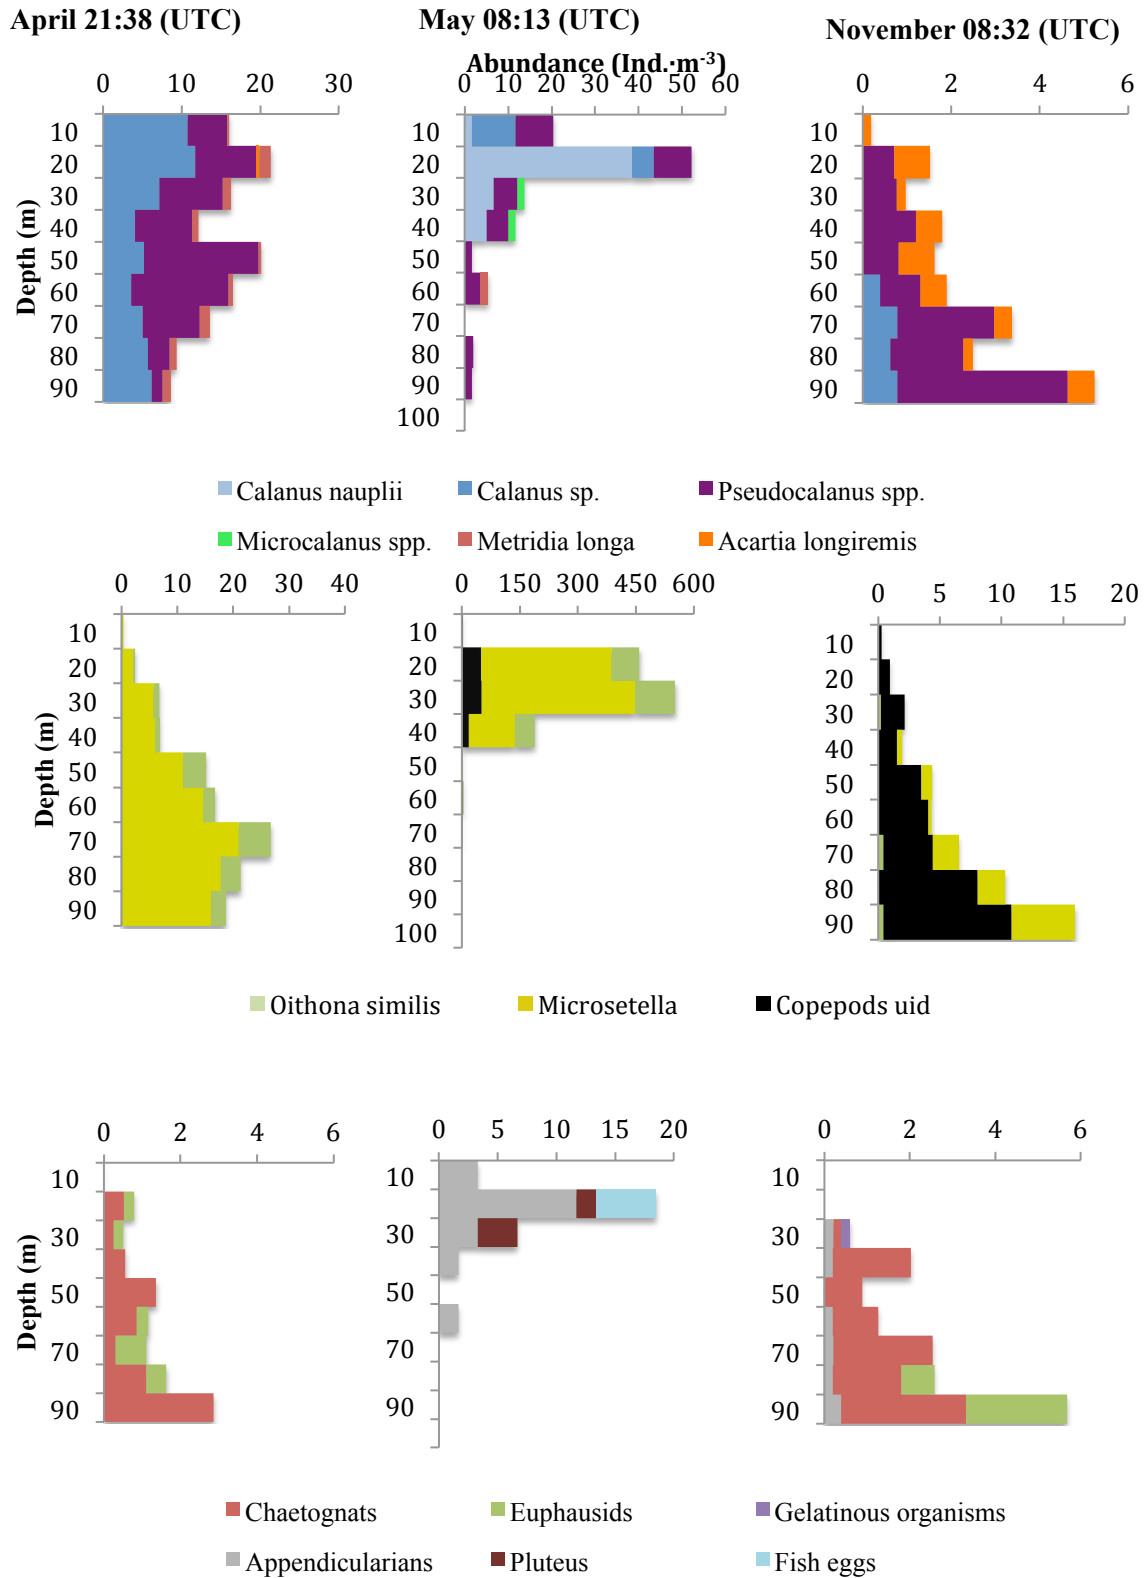 April 21:38 (UTC) May 08:13 (UTC) November 08:32 (UTC)
Abundance (Ind.·m-3)
0 10 20 30 0 10 20 30 40 50 60 0 2 4 6
Depth (m)
10 10 10
20 20 20
30 30 30
40 40 40
50 50 50
60 60 60
70 70 70
80 80 80
90 90 90
100
Calanus nauplii Calanus sp. Pseudocalanus spp.
Microcalanus spp. Metridia longa Acartia longiremis
0 10 20 30 40 0 150 300 450 600 0 5 10 15 20
Depth (m)
10 10 10
20 20 20
30 30 30
40 40 40
50 50 50
60 60 60
70 70 70
80 80 80
90 90 90
100
Oithona similis Microsetella Copepods uid
0 2 4 6 0 5 10 15 20 0 2 4 6
Depth (m)
10 10 10
30 30 30
50 50 50
70 70 70
90 90 90
Chaetognats Euphausids Gelatinous organisms
Appendicularians Pluteus Fish eggs